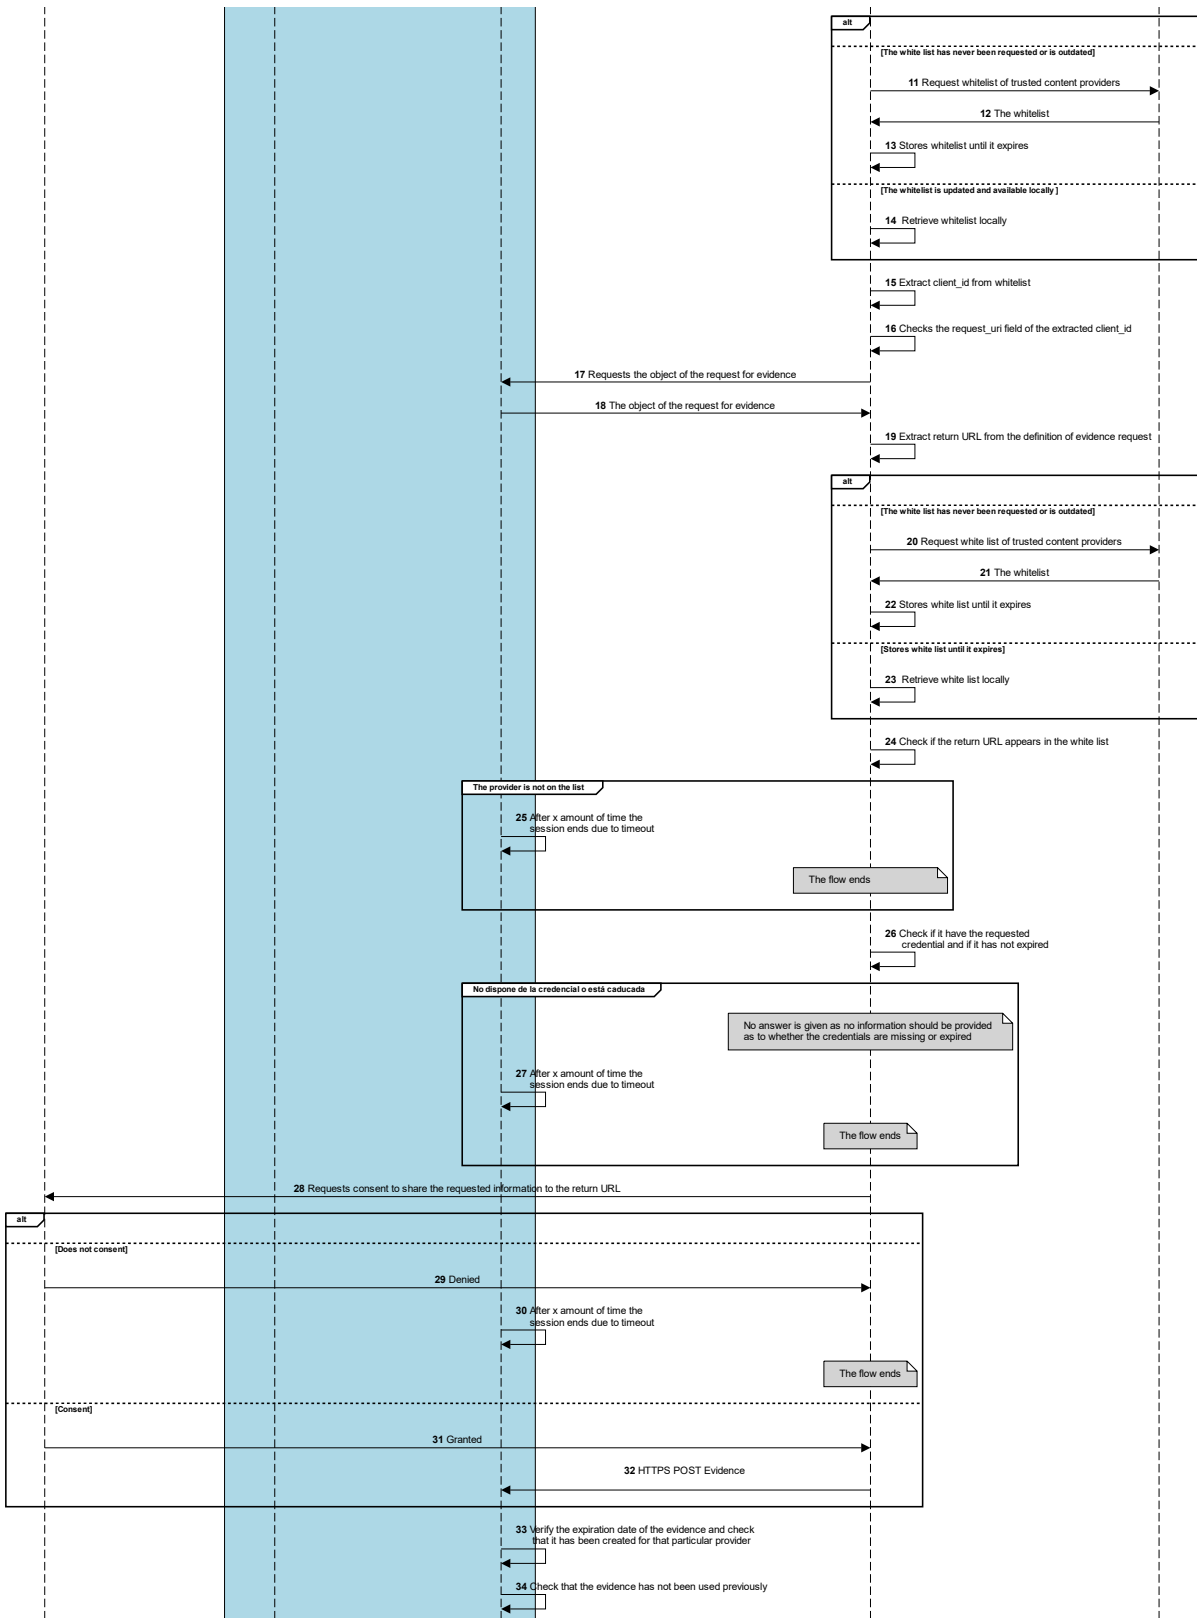 alt
[The white list has never been requested or is outdated]
11 Request whitelist of trusted content providers
12 The whitelist
13 Stores whitelist until it expires
[The whitelist is updated and available locally ]
14 Retrieve whitelist locally
15 Extract client_id from whitelist
16 Checks the request_uri field of the extracted client_id
17 Requests the object of the request for evidence
18 The object of the request for evidence
19 Extract return URL from the definition of evidence request
alt
[The white list has never been requested or is outdated]
20 Request white list of trusted content providers
21 The whitelist
22 Stores white list until it expires
[Stores white list until it expires]
23 Retrieve white list locally
24 Check if the return URL appears in the white list
The provider is not on the list
25 After x amount of time the
session ends due to timeout
The flow ends
26 Check if it have the requested
credential and if it has not expired
No dispone de la credencial o está caducada
No answer is given as no information should be provided
as to whether the credentials are missing or expired
27 After x amount of time the
session ends due to timeout
The flow ends
28 Requests consent to share the requested information to the return URL
alt
[Does not consent]
29 Denied
30 After x amount of time the
session ends due to timeout
The flow ends
[Consent]
31 Granted
32 HTTPS POST Evidence
33 Verify the expiration date of the evidence and check
that it has been created for that particular provider
34 Check that the evidence has not been used previously